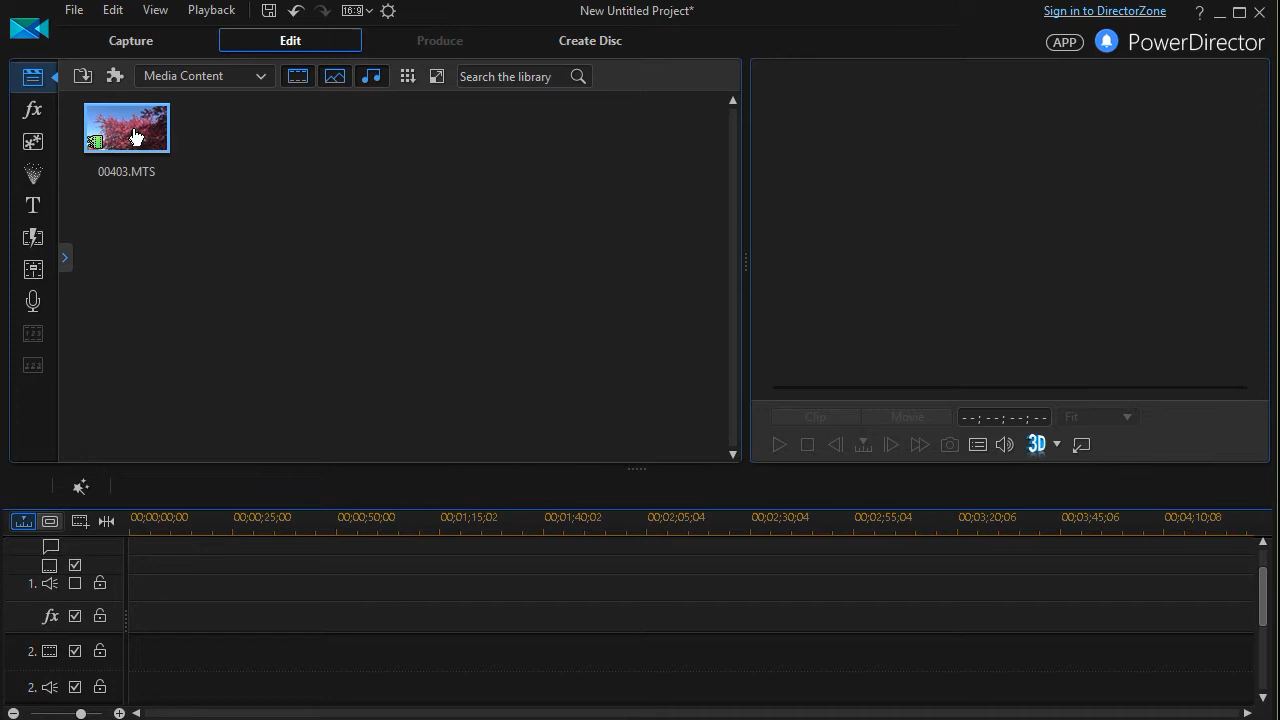 File Edit View Playback 16:9 New Untitled Project* Sign in to DirectorZone ?
Capture Edit Produce Create Disc APP PowerDirector
Media Content Search the library
fx
00403.MTS
T
Clip Movie --;--;--;-- Fit
3D
00;00;00;00 00;00;25;00 00;00;50;00 00;01;15;02 00;01;40;02 00;02;05;04 00;02;30;04 00;02;55;04 00;03;20;06 00;03;45;06 00;04;10;08
1.
fx
2.
2.